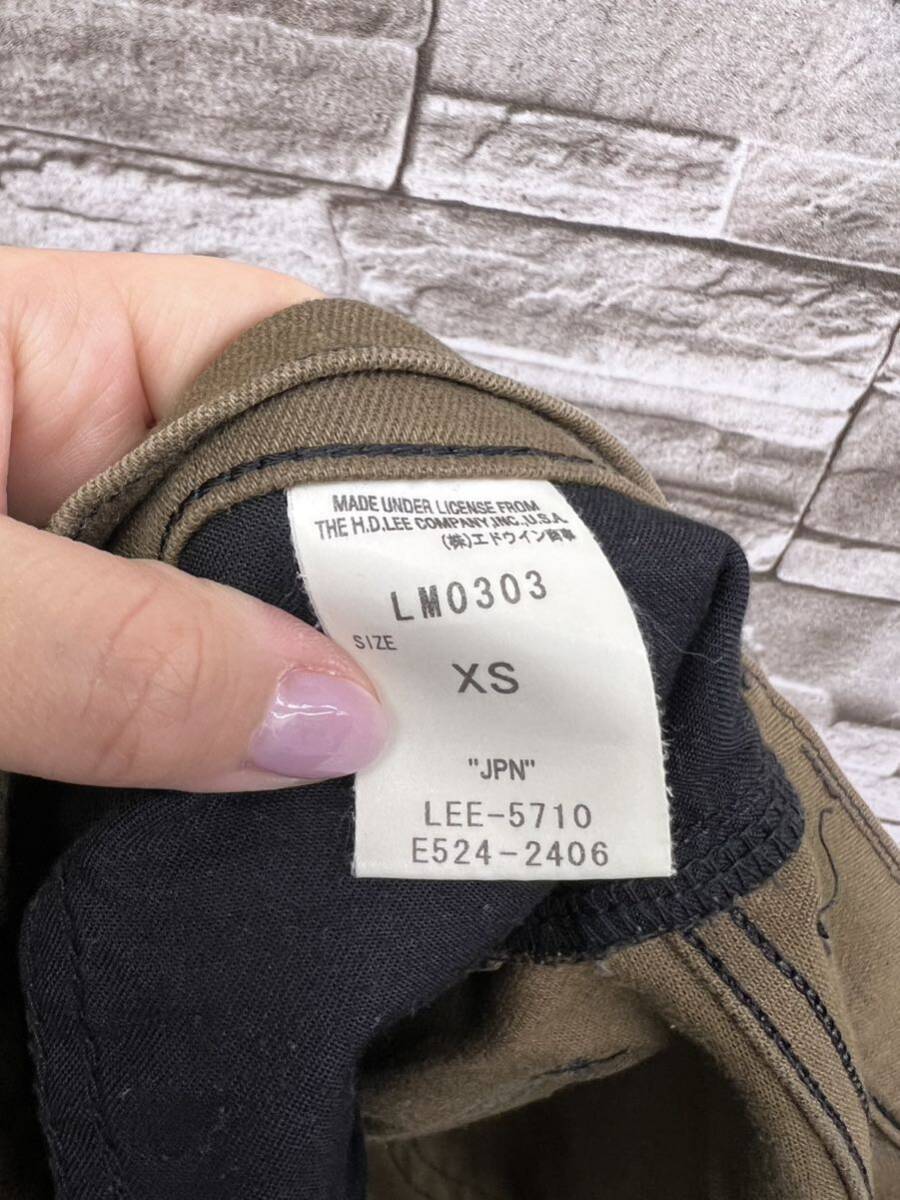 MADE UNDER LICENSE FROM
THE H.D.LEE COMPANY,INC.,U.S.A.
(株)エドウイン商事
LM0303
SIZE
XS
"JPN"
LEE-5710
E524-2406